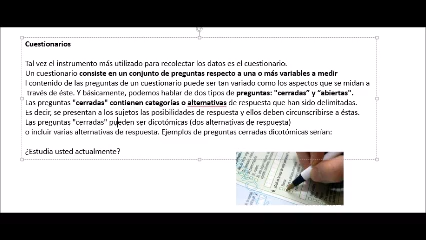 Cuestionarios
Tal vez el instrumento más utilizado para recolectar los datos es el cuestionario.
Un cuestionario consiste en un conjunto de preguntas respecto a una o más variables a medir
l contenido de las preguntas de un cuestionario puede ser tan variado como los aspectos que se midan a
través de éste. Y básicamente, podemos hablar de dos tipos de preguntas: "cerradas" y "abiertas".
Las preguntas "cerradas" contienen categorías o alternativas de respuesta que han sido delimitadas.
Es decir, se presentan a los sujetos las posibilidades de respuesta y ellos deben circunscribirse a éstas.
Las preguntas "cerradas" pueden ser dicotómicas (dos alternativas de respuesta)
o incluir varias alternativas de respuesta. Ejemplos de preguntas cerradas dicotómicas serían:
¿Estudia usted actualmente?